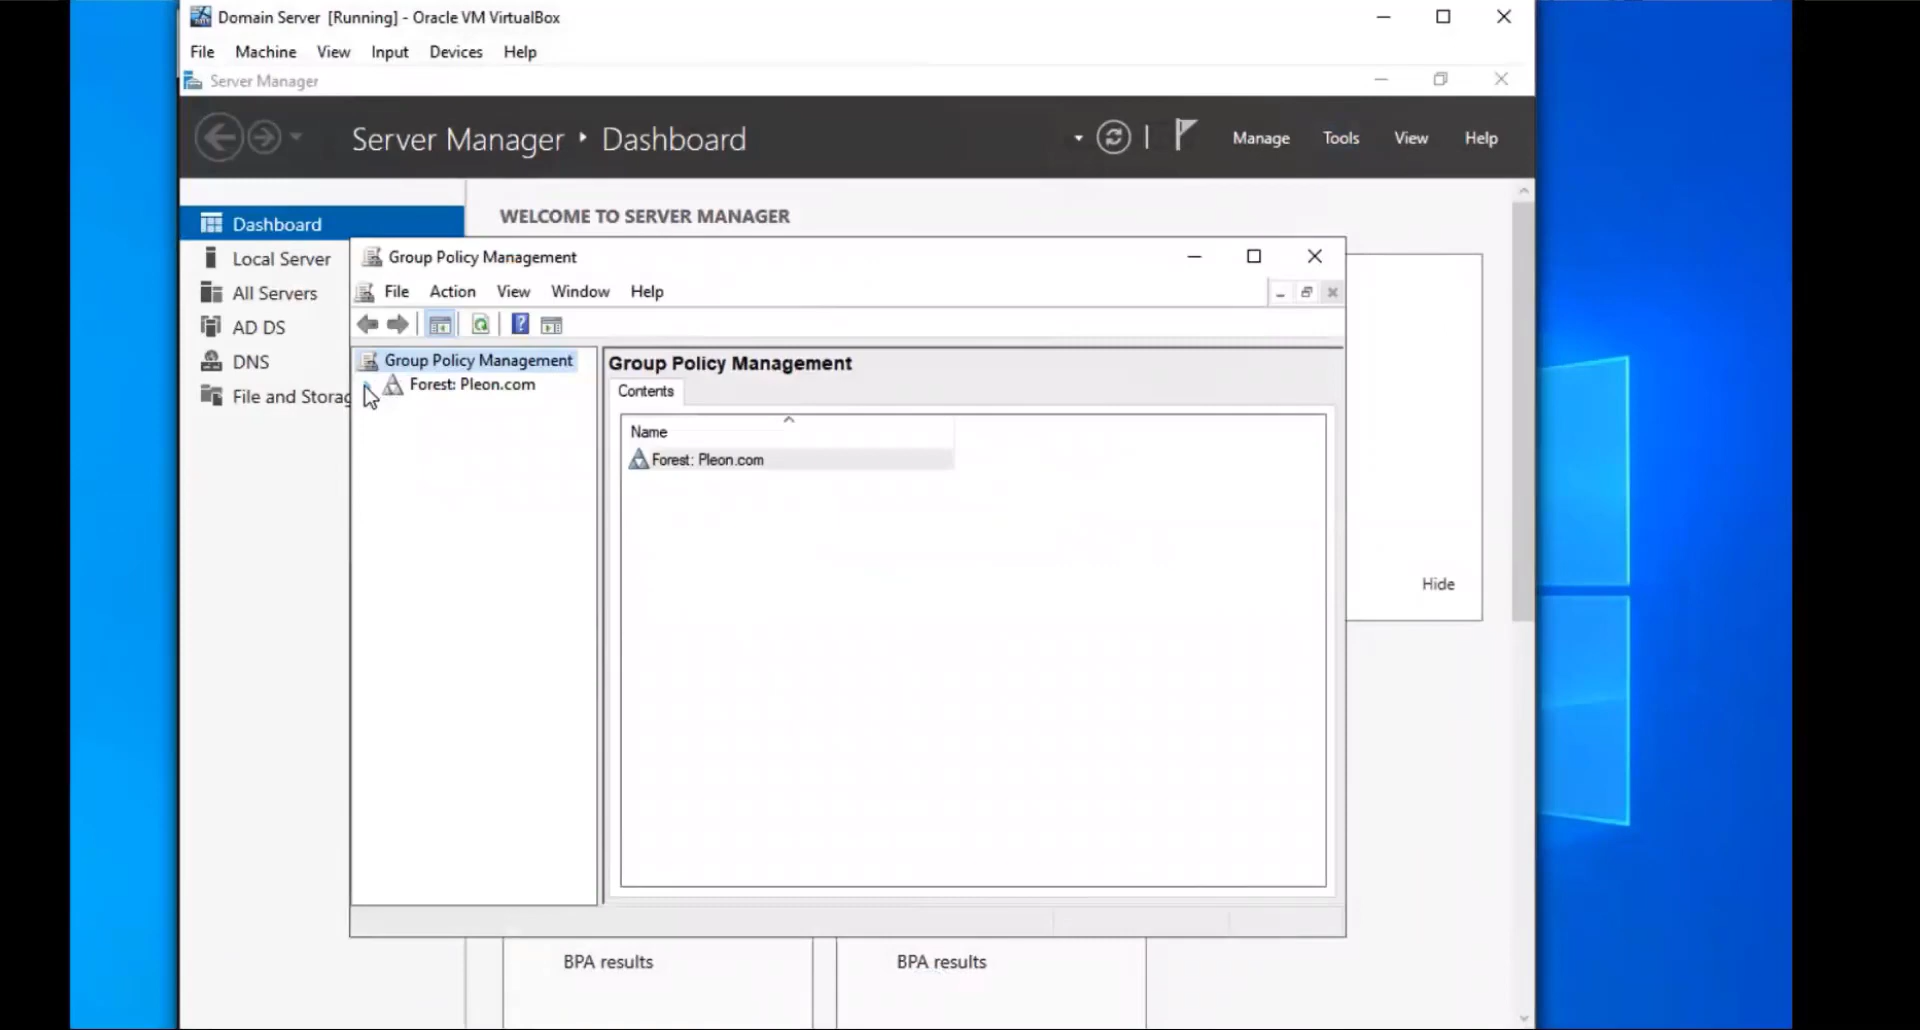 Domain Server [Running] - Oracle VM VirtualBox
File Machine View Input Devices Help
Server Manager
Server Manager ‣ Dashboard
Manage Tools View Help
Dashboard
Local Server
All Servers
AD DS
DNS
File and Storag
WELCOME TO SERVER MANAGER
Group Policy Management
File Action View Window Help
Group Policy Management
Forest: Pleon.com
Group Policy Management
Contents
Name
Forest: Pleon.com
Hide
BPA results
BPA results